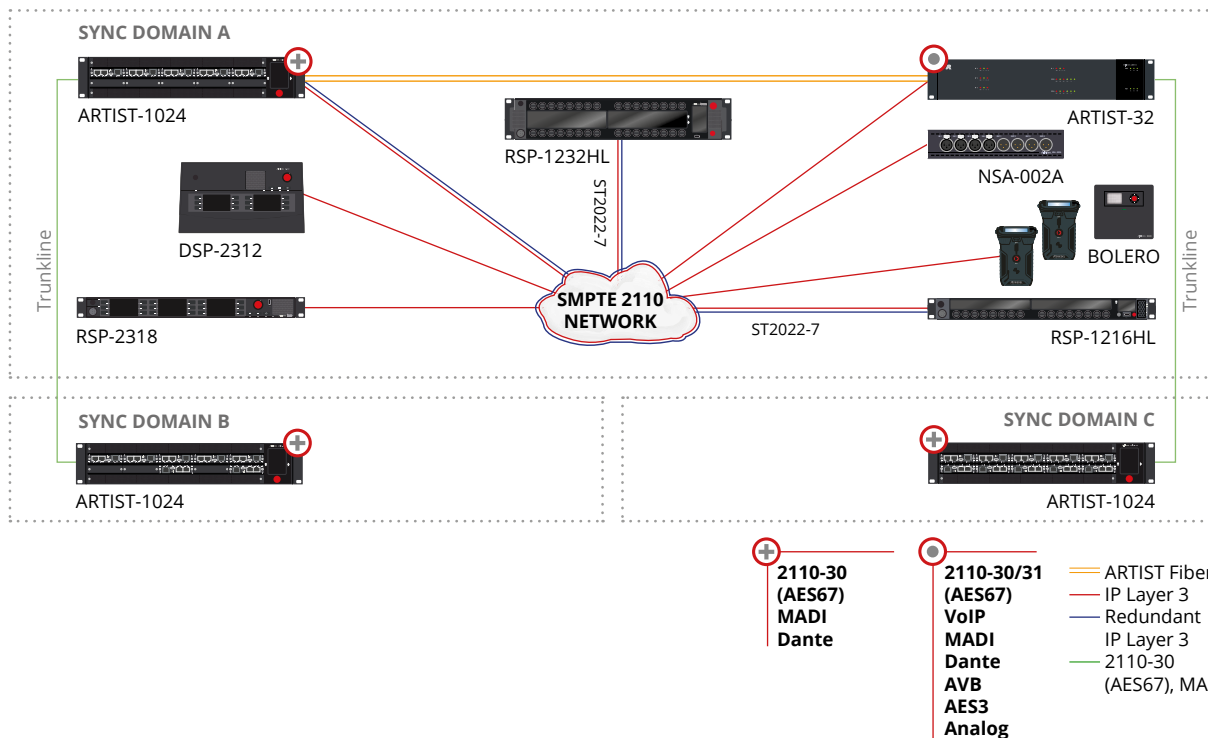 SYNC DOMAIN A
ARTIST-1024
ARTIST-32
RSP-1232HL
NSA-002A
ST2022-7
DSP-2312
BOLERO
Trunkline
Trunkline
SMPTE 2110
NETWORK
RSP-2318
ST2022-7
RSP-1216HL
SYNC DOMAIN B
SYNC DOMAIN C
ARTIST-1024
ARTIST-1024
2110-30
(AES67)
MADI
Dante
2110-30/31
(AES67)
VoIP
MADI
Dante
AVB
AES3
Analog
ARTIST Fiber
IP Layer 3
Redundant
IP Layer 3
2110-30
(AES67), MA